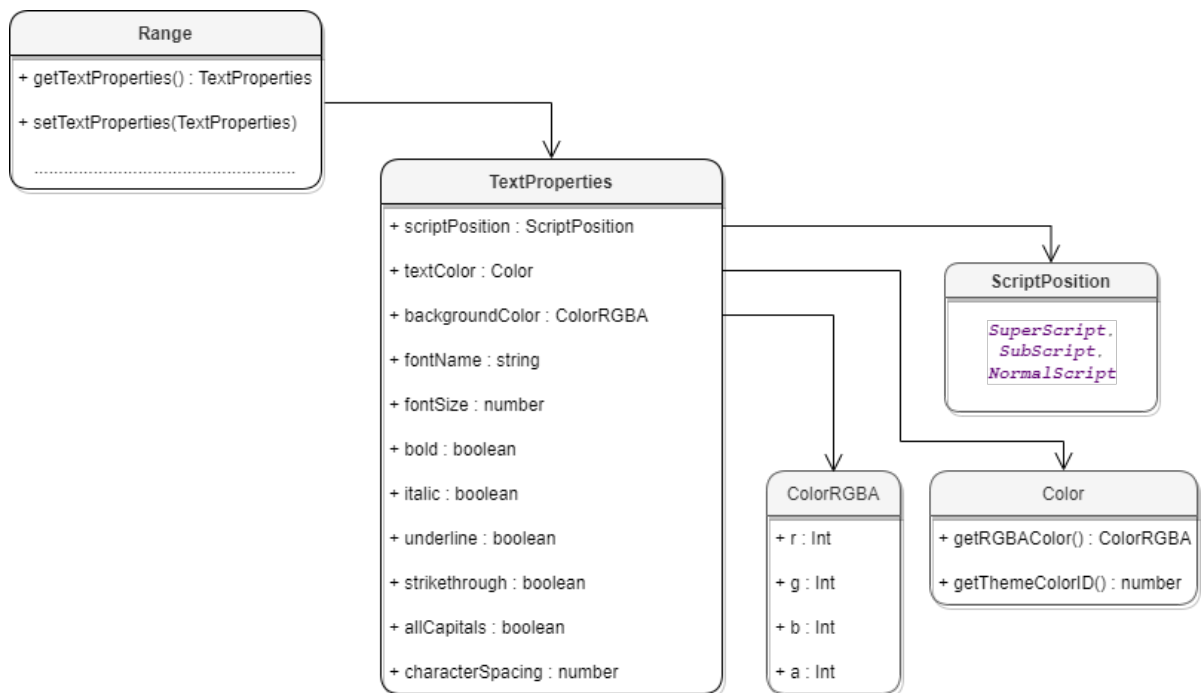 Range
+ getTextProperties() : TextProperties
+ setTextProperties(TextProperties)
........................................................
TextProperties
+ scriptPosition : ScriptPosition
+ textColor : Color
+ backgroundColor : ColorRGBA
+ fontName : string
+ fontSize : number
+ bold : boolean
+ italic : boolean
+ underline : boolean
+ strikethrough : boolean
+ allCapitals : boolean
+ characterSpacing : number
ScriptPosition
SuperScript,
SubScript,
NormalScript
ColorRGBA
+ r : Int
+ g : Int
+ b : Int
+ a : Int
Color
+ getRGBAColor() : ColorRGBA
+ getThemeColorID() : number